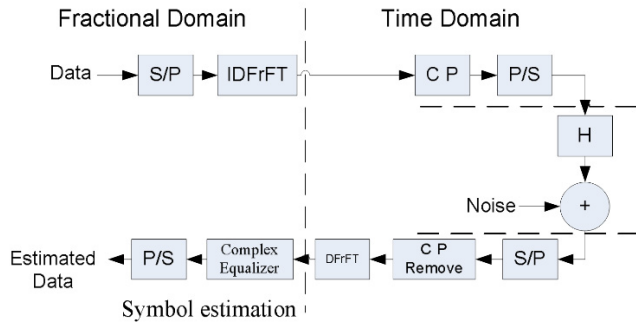 Fractional Domain
Time Domain
Data
S/P
IDFrFT
C P
P/S
H
Noise
+
Estimated
Data
P/S
Complex
Equalizer
DFrFT
C P
Remove
S/P
Symbol estimation